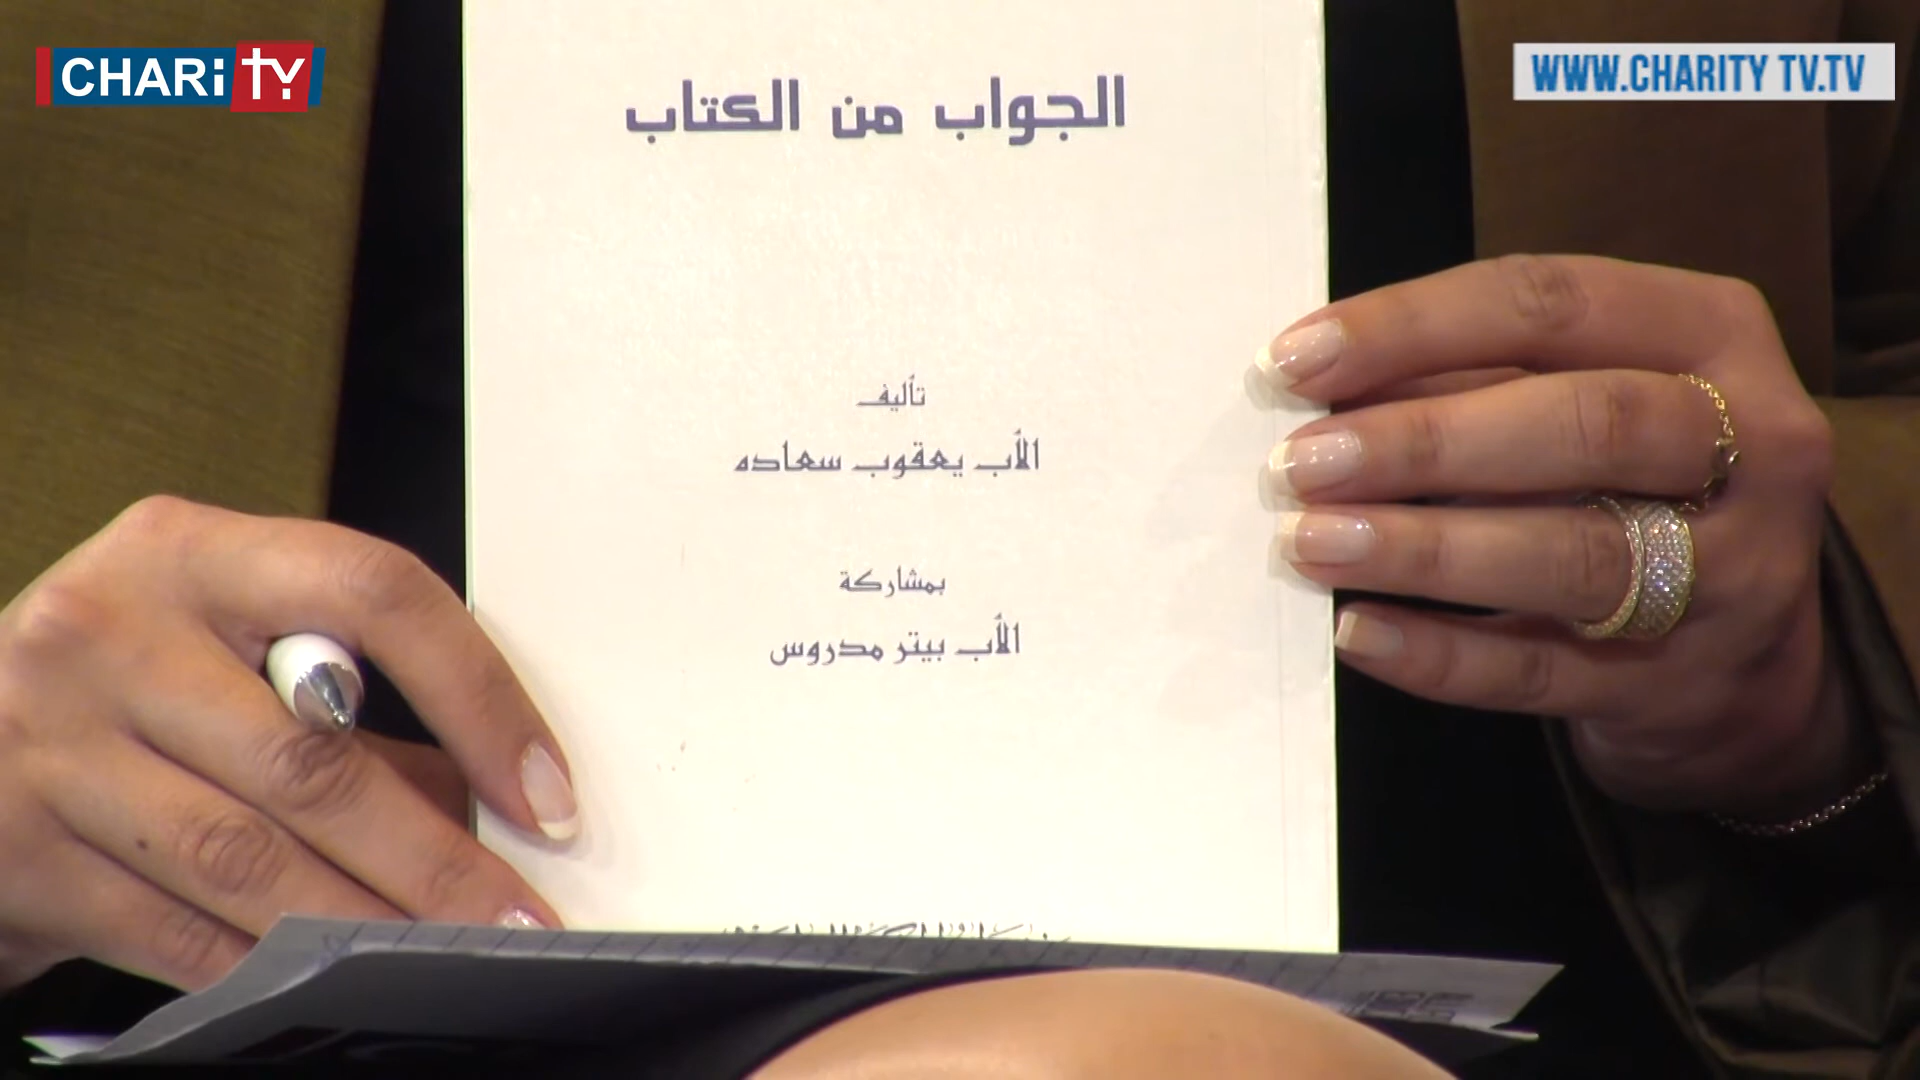 CHARiTY
WWW.CHARITY TV.TV
الجواب من الكتاب
تأليف
الأب يعقوب سعاده
بمشاركة
الأب بيتر مدروس